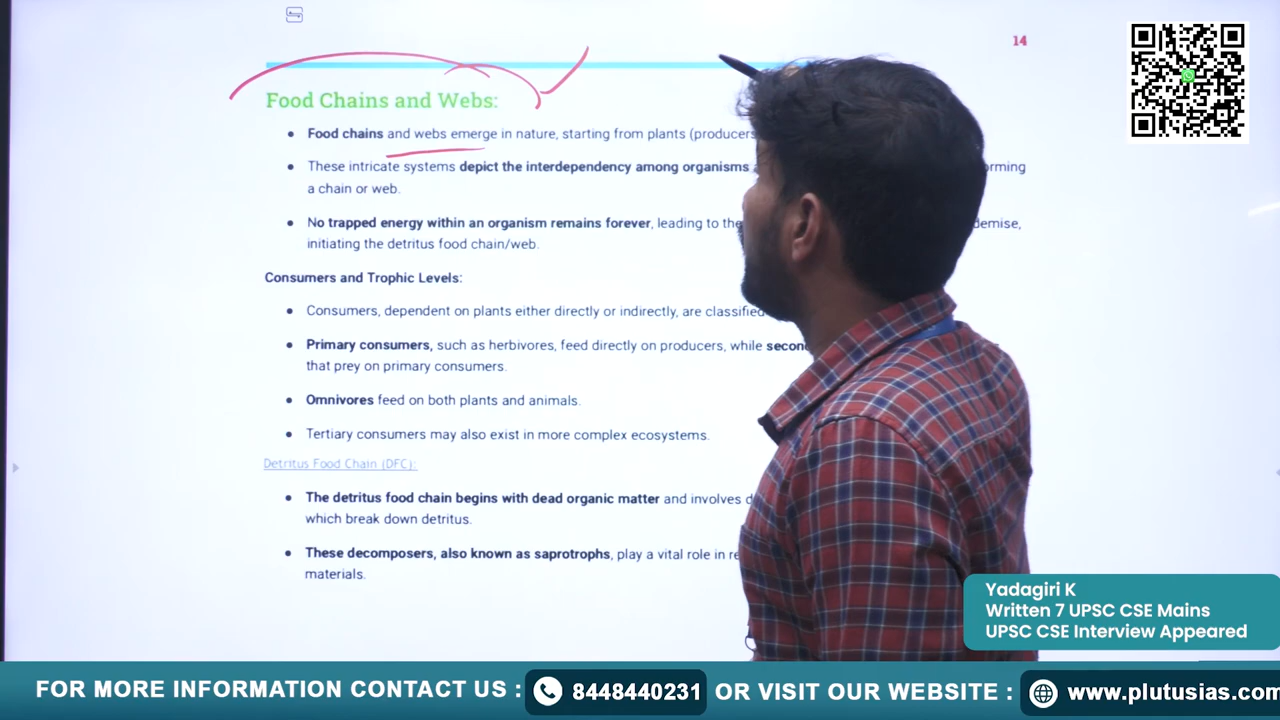 14
Food Chains and Webs:
● Food chains and webs emerge in nature, starting from plants (producers
● These intricate systems depict the interdependency among organisms
a chain or web.
● No trapped energy within an organism remains forever, leading to the demise,
initiating the detritus food chain/web.
Consumers and Trophic Levels:
● Consumers, dependent on plants either directly or indirectly, are classified
● Primary consumers, such as herbivores, feed directly on producers, while
that prey on primary consumers.
● Omnivores feed on both plants and animals.
● Tertiary consumers may also exist in more complex ecosystems.
Detritus Food Chain (DFC):
● The detritus food chain begins with dead organic matter and involves
which break down detritus.
● These decomposers, also known as saprotrophs, play a vital role in
materials.
Yadagiri K
Written 7 UPSC CSE Mains
UPSC CSE Interview Appeared
FOR MORE INFORMATION CONTACT US : 8448440231 OR VISIT OUR WEBSITE : www.plutusias.com